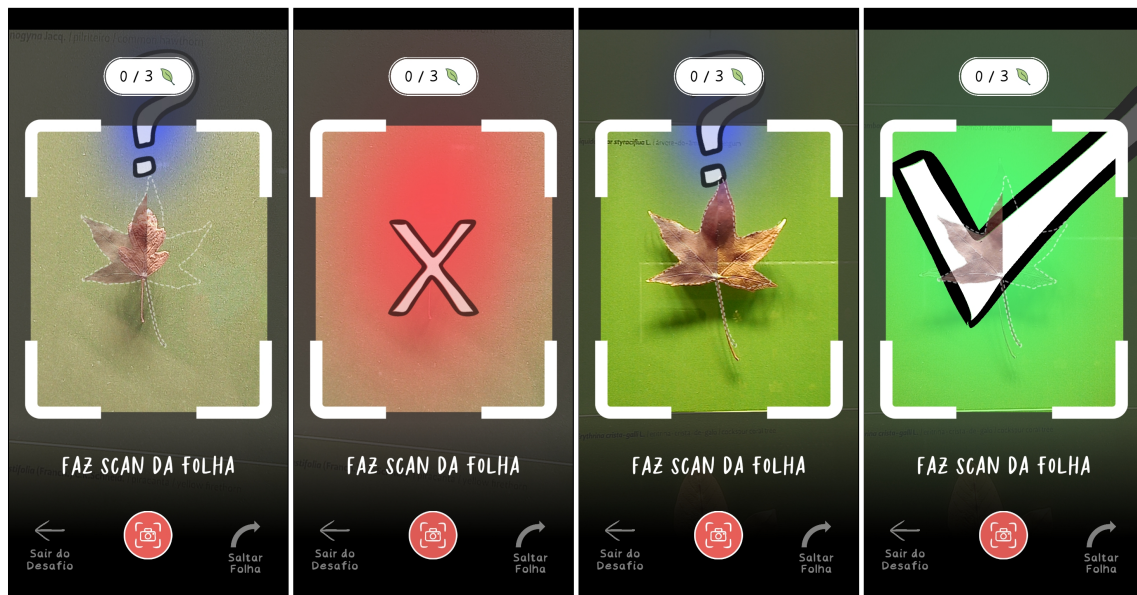 0 / 3
FAZ SCAN DA FOLHA
Sair do
Desafio
Saltar
Folha
0 / 3
FAZ SCAN DA FOLHA
Sair do
Desafio
Saltar
Folha
0 / 3
styraciflua L.
FAZ SCAN DA FOLHA
Sair do
Desafio
Saltar
Folha
0 / 3
FAZ SCAN DA FOLHA
Sair do
Desafio
Saltar
Folha